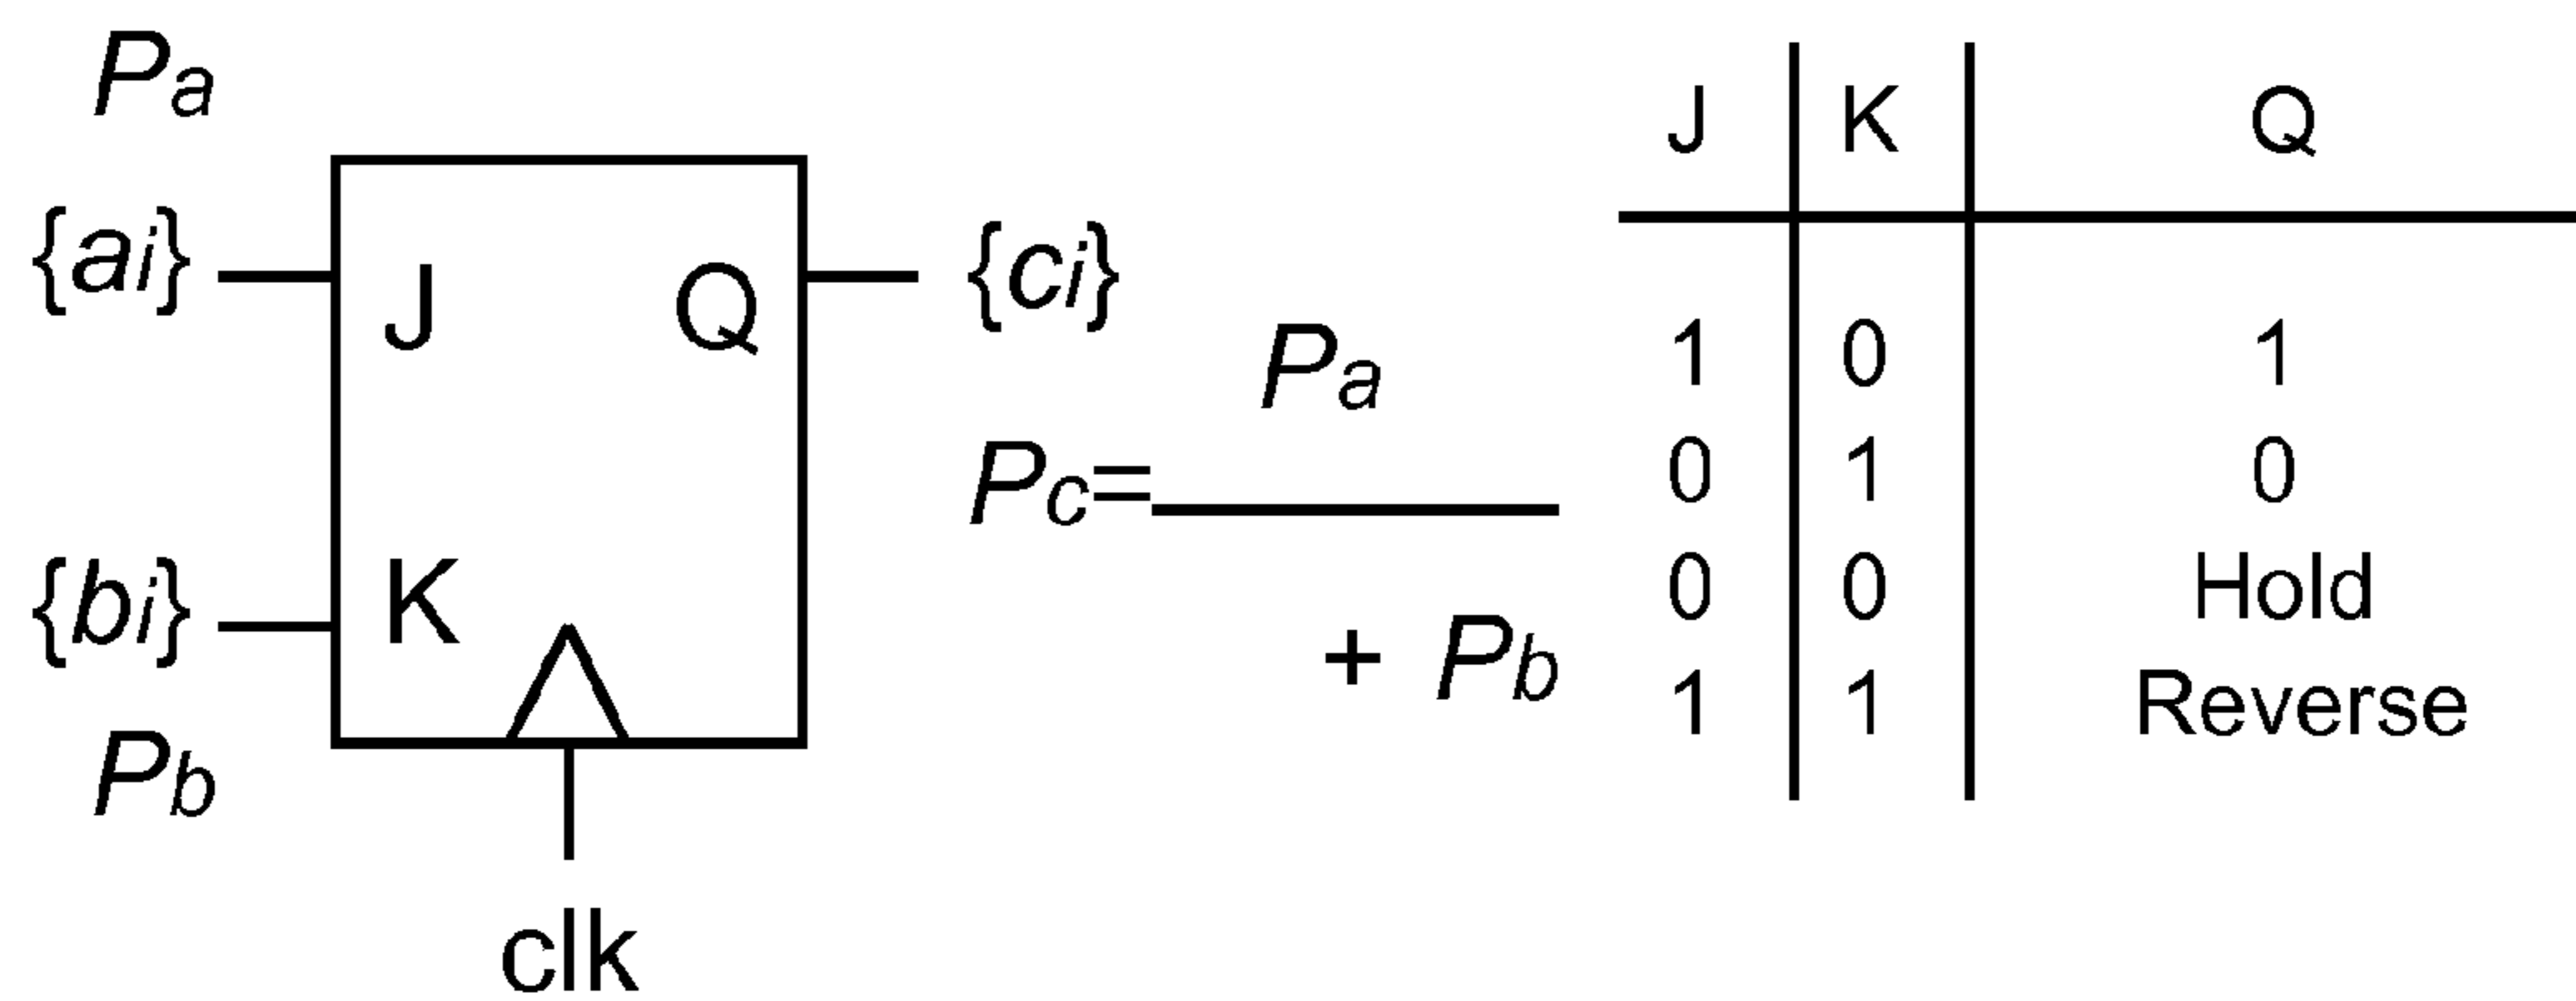 Pa
{ai}
J Q
{ci}
K
{bi}
Pb
clk
Pa
Pc=
+ Pb
J K Q
1 0 1
0 1 0
0 0 Hold
1 1 Reverse